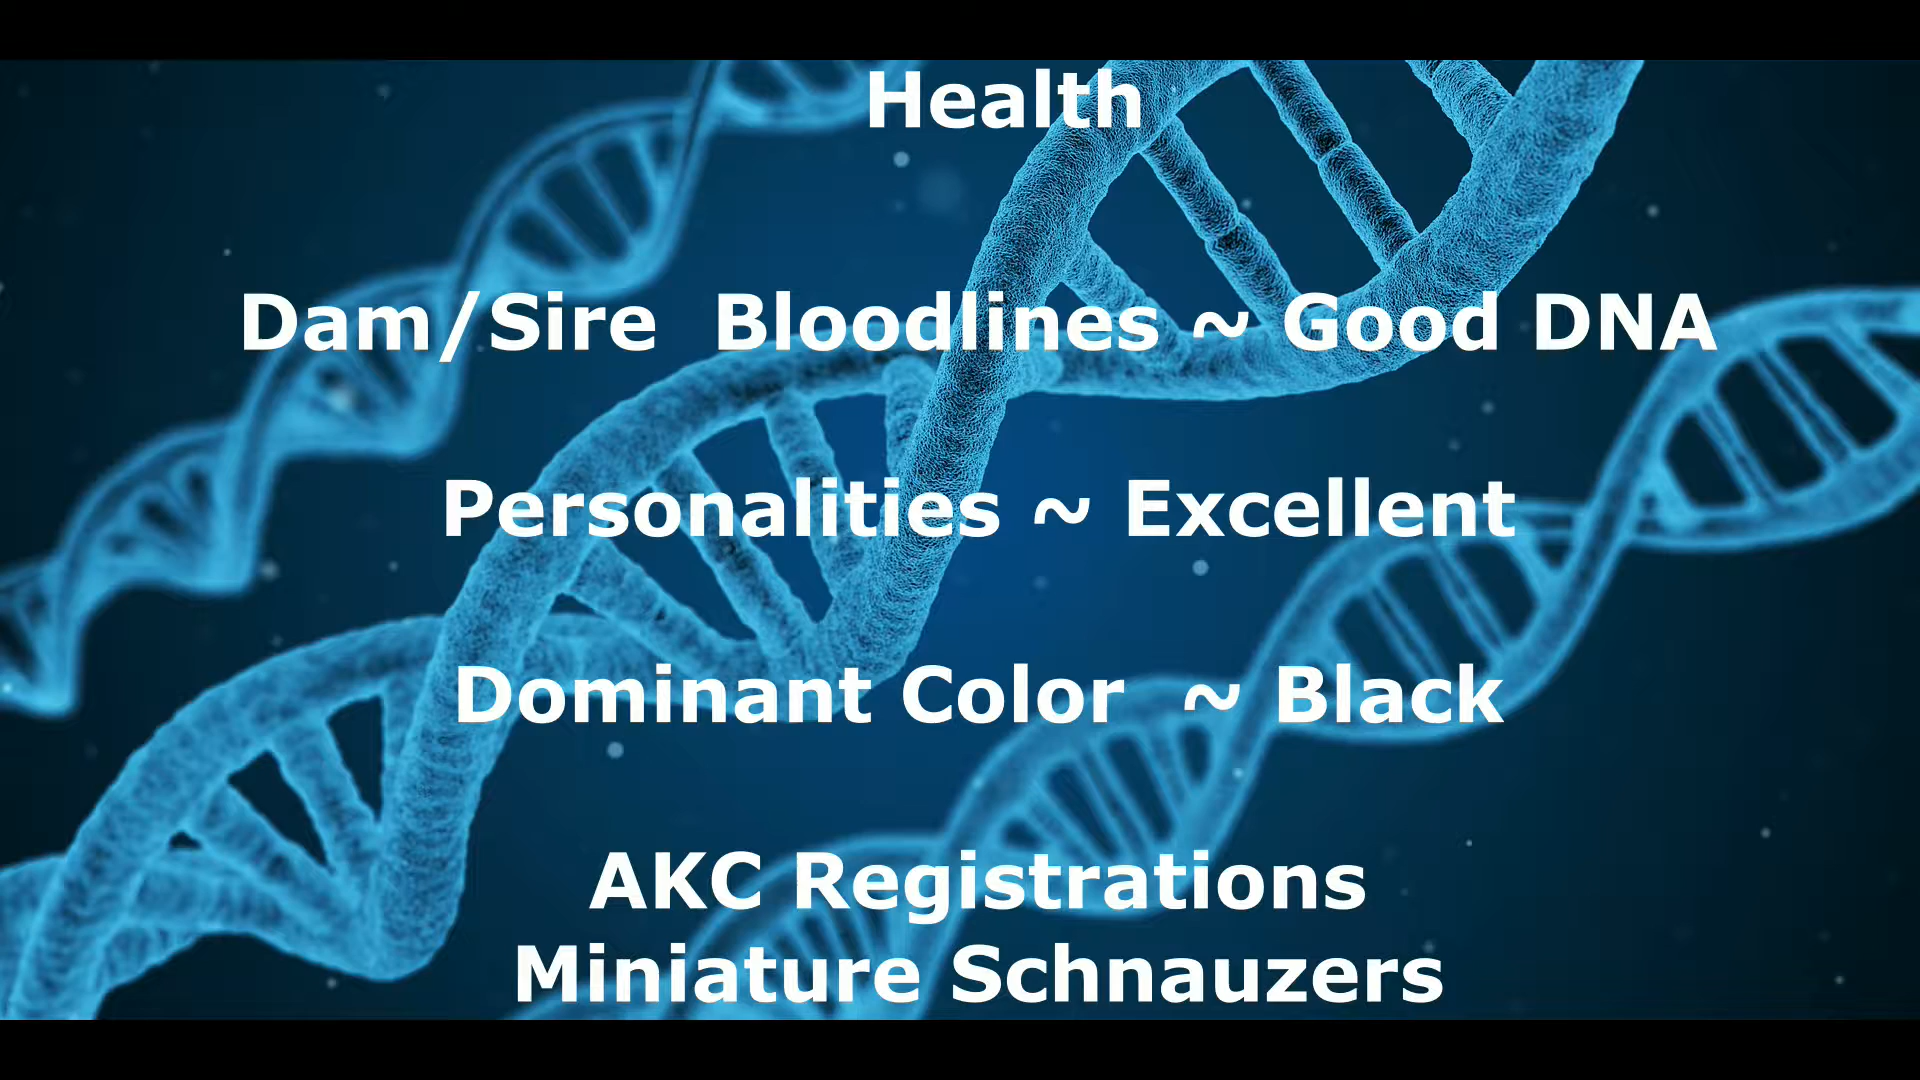 Health
Dam/Sire  Bloodlines ~ Good DNA
Personalities ~ Excellent
Dominant Color  ~ Black
AKC Registrations
Miniature Schnauzers